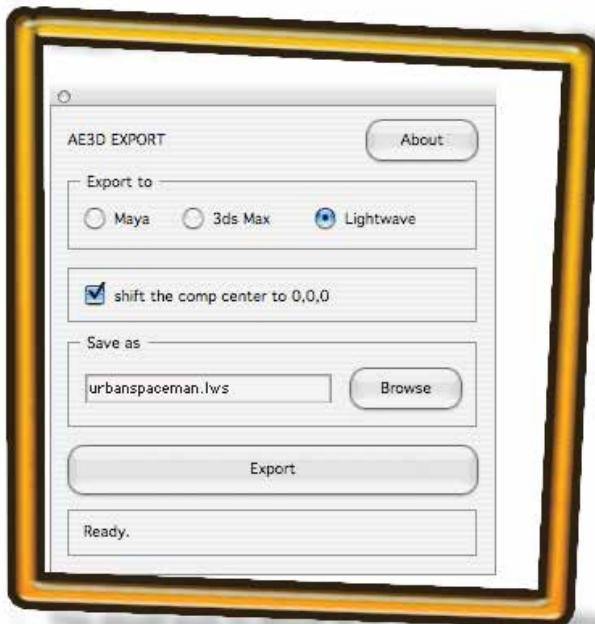 AE3D EXPORT
About
Export to
Maya
3ds Max
Lightwave
shift the comp center to 0,0,0
Save as
urbanspaceman.lws
Browse
Export
Ready.